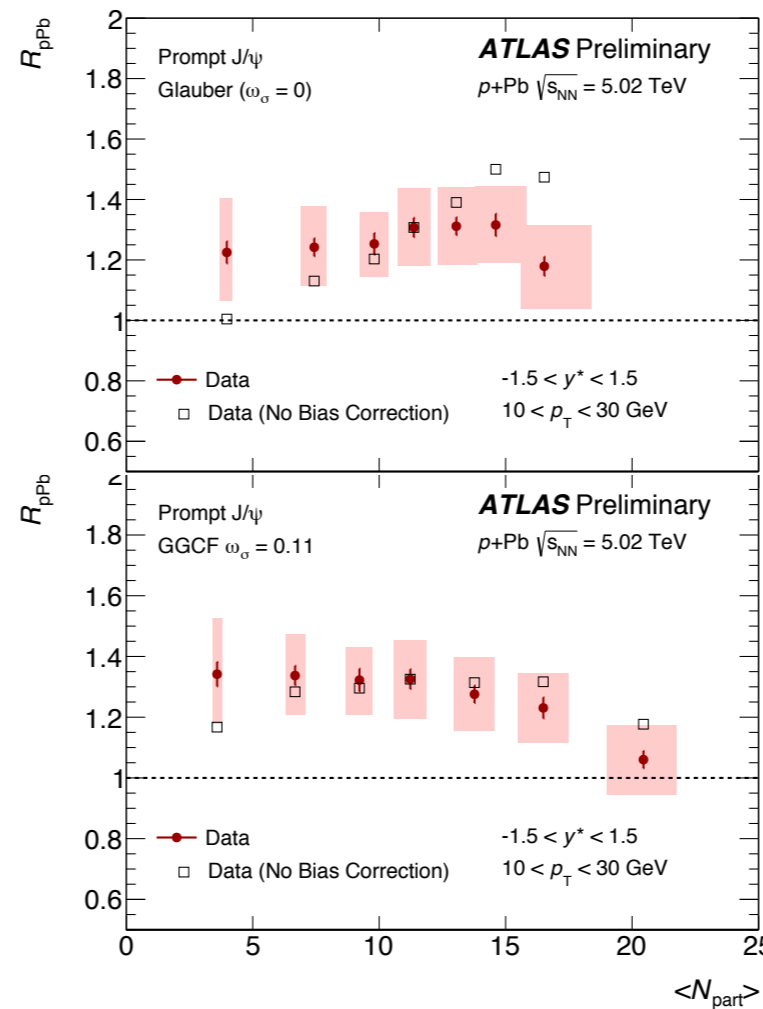 R_pPb
2
1.8
1.6
1.4
1.2
1
0.8
0.6
Prompt J/ψ
Glauber (ω_σ = 0)
ATLAS Preliminary
p+Pb √s_NN = 5.02 TeV
Data
Data (No Bias Correction)
-1.5 < y* < 1.5
10 < p_T < 30 GeV
R_pPb
2
1.8
1.6
1.4
1.2
1
0.8
0.6
Prompt J/ψ
GGCF ω_σ = 0.11
ATLAS Preliminary
p+Pb √s_NN = 5.02 TeV
Data
Data (No Bias Correction)
-1.5 < y* < 1.5
10 < p_T < 30 GeV
0 5 10 15 20 25
<N_part>